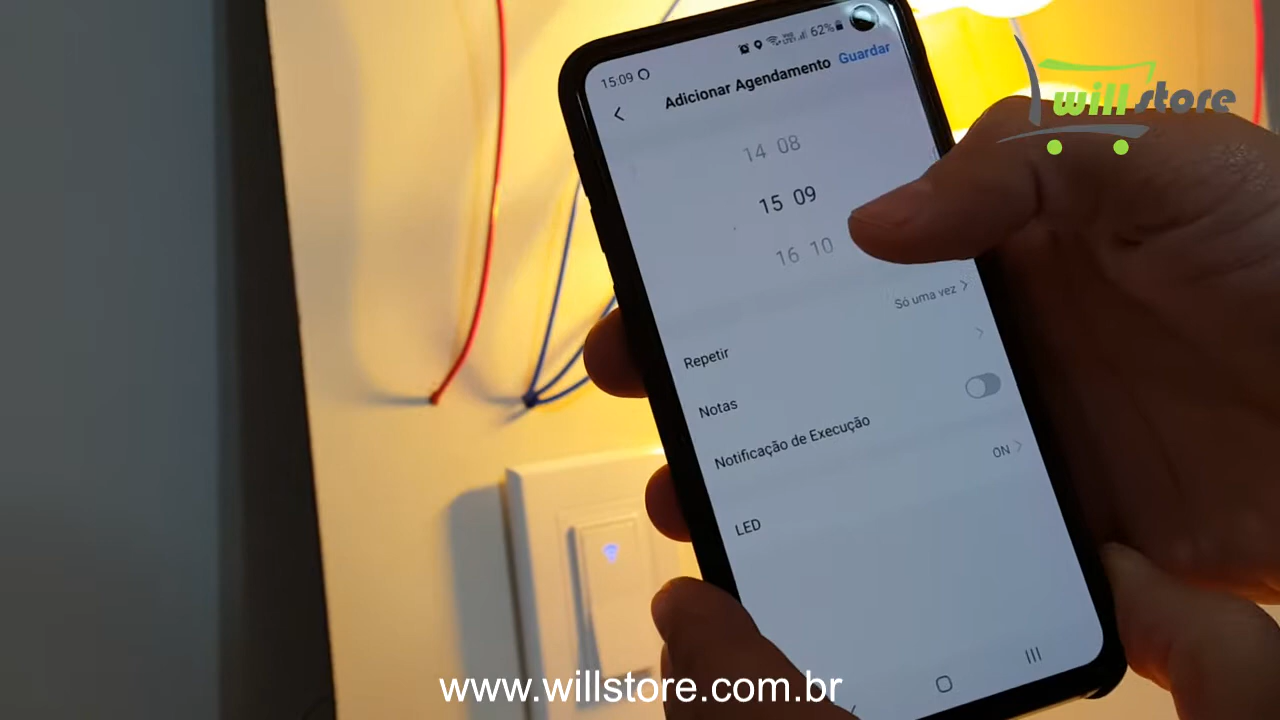 15:09
62%
Adicionar Agendamento
Guardar
14 08
15 09
16 10
Só uma vez
Repetir
Notas
Notificação de Execução
ON
LED
will store
www.willstore.com.br